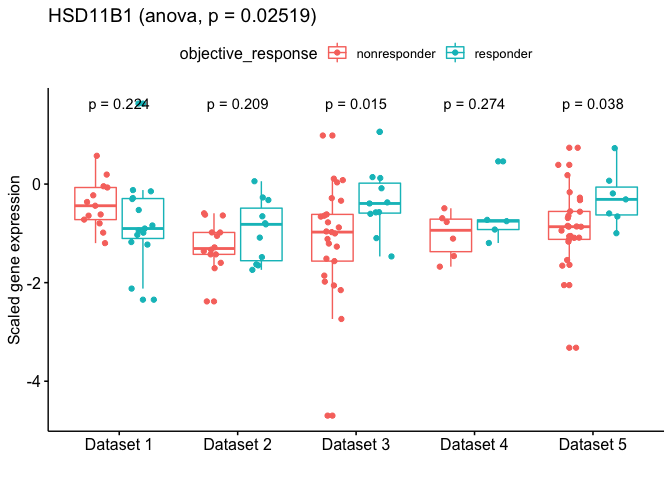 HSD11B1 (anova, p = 0.02519)
objective_response nonresponder responder
p = 0.224 p = 0.209 p = 0.015 p = 0.274 p = 0.038
0
-2
-4
Scaled gene expression
Dataset 1 Dataset 2 Dataset 3 Dataset 4 Dataset 5